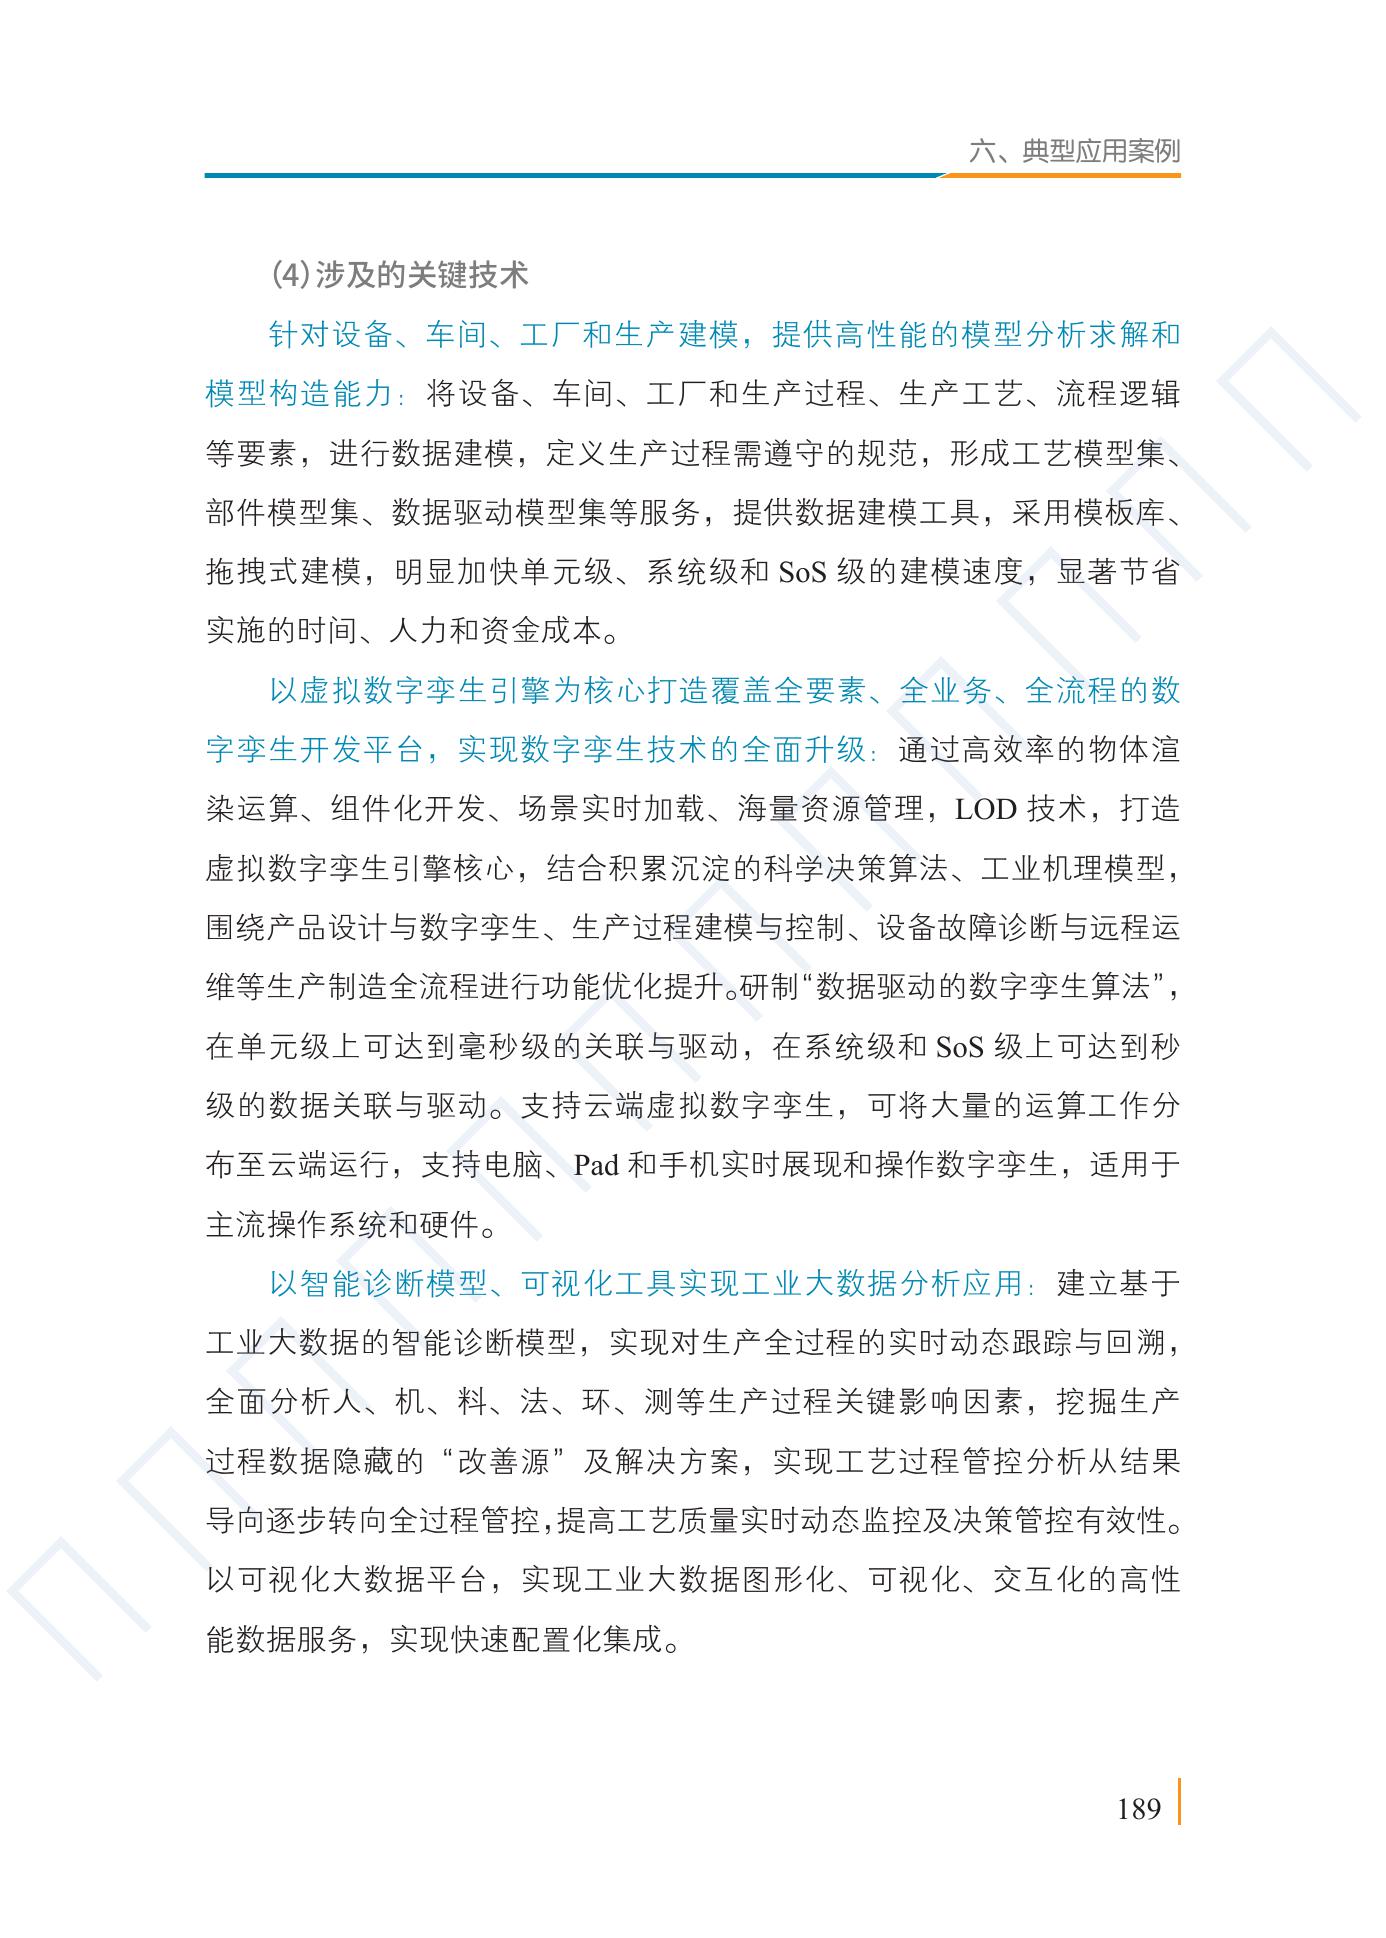 六、典型应用案例
（4）涉及的关键技术
针对设备、车间、工厂和生产建模，提供高性能的模型分析求解和
模型构造能力：将设备、车间、工厂和生产过程、生产工艺、流程逻辑
等要素，进行数据建模，定义生产过程需遵守的规范，形成工艺模型集、
部件模型集、数据驱动模型集等服务，提供数据建模工具，采用模板库、
拖拽式建模，明显加快单元级、系统级和 SoS 级的建模速度，显著节省
实施的时间、人力和资金成本。
以虚拟数字孪生引擎为核心打造覆盖全要素、全业务、全流程的数
字孪生开发平台，实现数字孪生技术的全面升级：通过高效率的物体渲
染运算、组件化开发、场景实时加载、海量资源管理，LOD 技术，打造
虚拟数字孪生引擎核心，结合积累沉淀的科学决策算法、工业机理模型，
围绕产品设计与数字孪生、生产过程建模与控制、设备故障诊断与远程运
维等生产制造全流程进行功能优化提升。研制“数据驱动的数字孪生算法”，
在单元级上可达到毫秒级的关联与驱动，在系统级和 SoS 级上可达到秒
级的数据关联与驱动。支持云端虚拟数字孪生，可将大量的运算工作分
布至云端运行，支持电脑、Pad 和手机实时展现和操作数字孪生，适用于
主流操作系统和硬件。
以智能诊断模型、可视化工具实现工业大数据分析应用：建立基于
工业大数据的智能诊断模型，实现对生产全过程的实时动态跟踪与回溯，
全面分析人、机、料、法、环、测等生产过程关键影响因素，挖掘生产
过程数据隐藏的“改善源”及解决方案，实现工艺过程管控分析从结果
导向逐步转向全过程管控，提高工艺质量实时动态监控及决策管控有效性。
以可视化大数据平台，实现工业大数据图形化、可视化、交互化的高性
能数据服务，实现快速配置化集成。
189